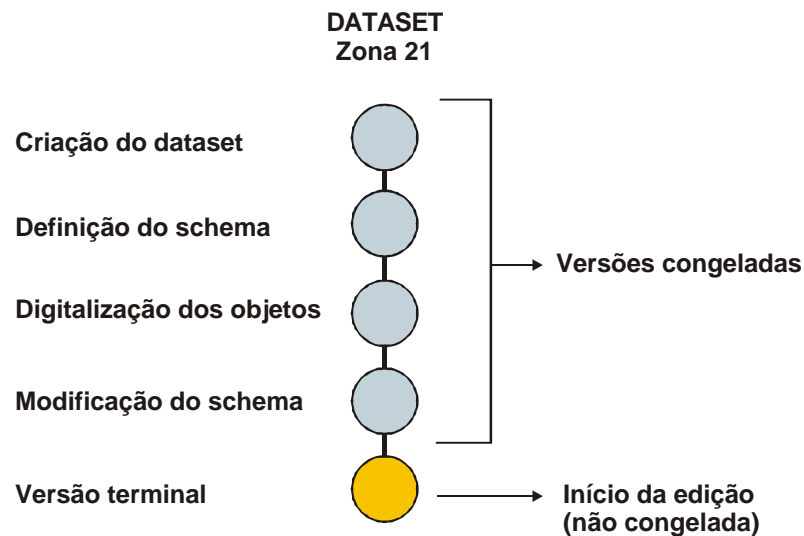 DATASET
Zona 21
Criação do dataset
Definição do schema
Versões congeladas
Digitalização dos objetos
Modificação do schema
Versão terminal
Início da edição
(não congelada)